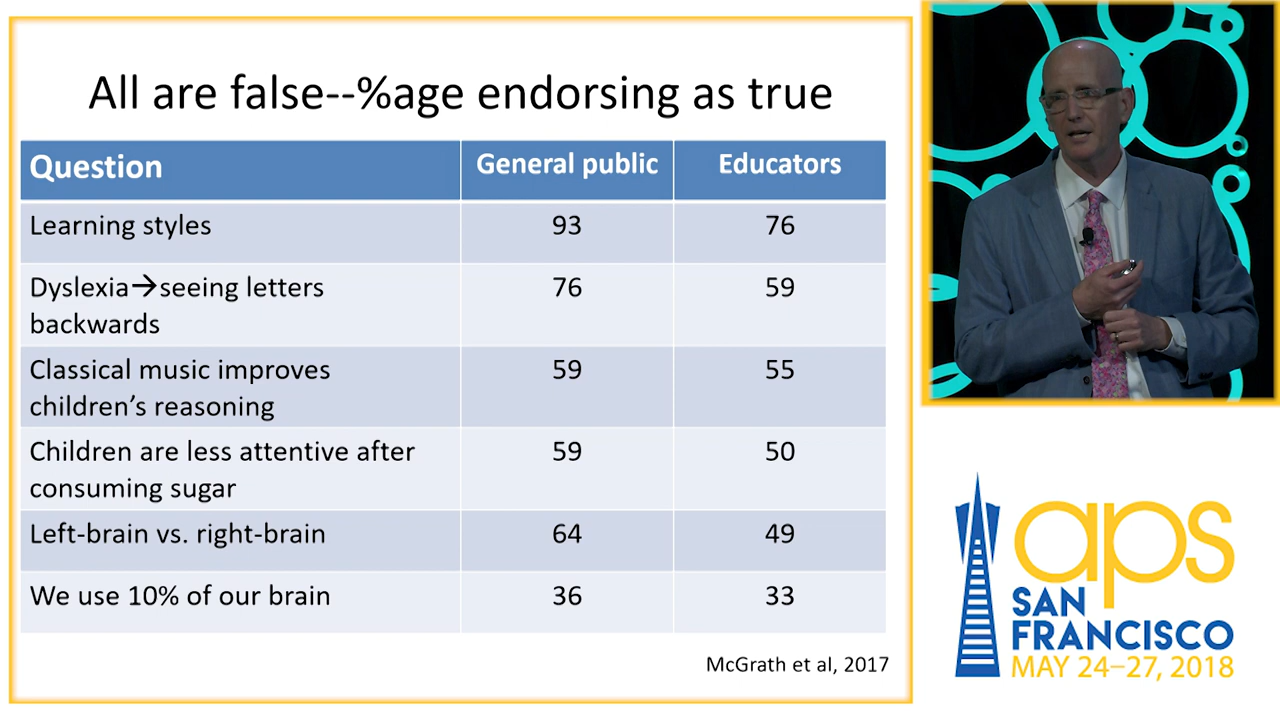 All are false--%age endorsing as true
Question General public Educators
Learning styles 93 76
Dyslexia→seeing letters 76 59
backwards
Classical music improves 59 55
children's reasoning
Children are less attentive after 59 50
consuming sugar
Left-brain vs. right-brain 64 49
We use 10% of our brain 36 33
McGrath et al, 2017
aps
SAN
FRANCISCO
MAY 24–27, 2018